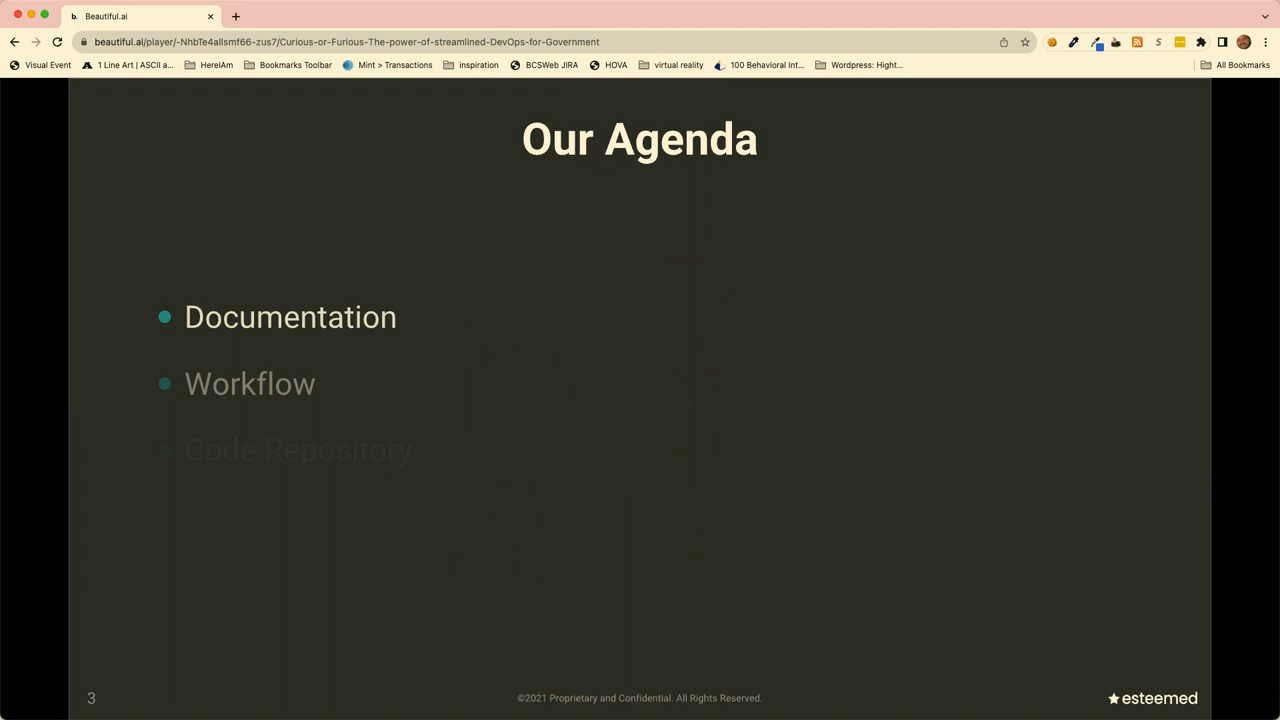 b. Beautiful.ai
beautiful.ai/player/-NhbTe4aIlsmf66-zus7/Curious-or-Furious-The-power-of-streamlined-DevOps-for-Government
Visual Event 1 Line Art | ASCII a... HereIAm Bookmarks Toolbar Mint > Transactions inspiration BCSWeb JIRA HOVA virtual reality 100 Behavioral Int... Wordpress: Hight... All Bookmarks
Our Agenda
Documentation
Workflow
Code Repository
3 ©2021 Proprietary and Confidential. All Rights Reserved. esteemed